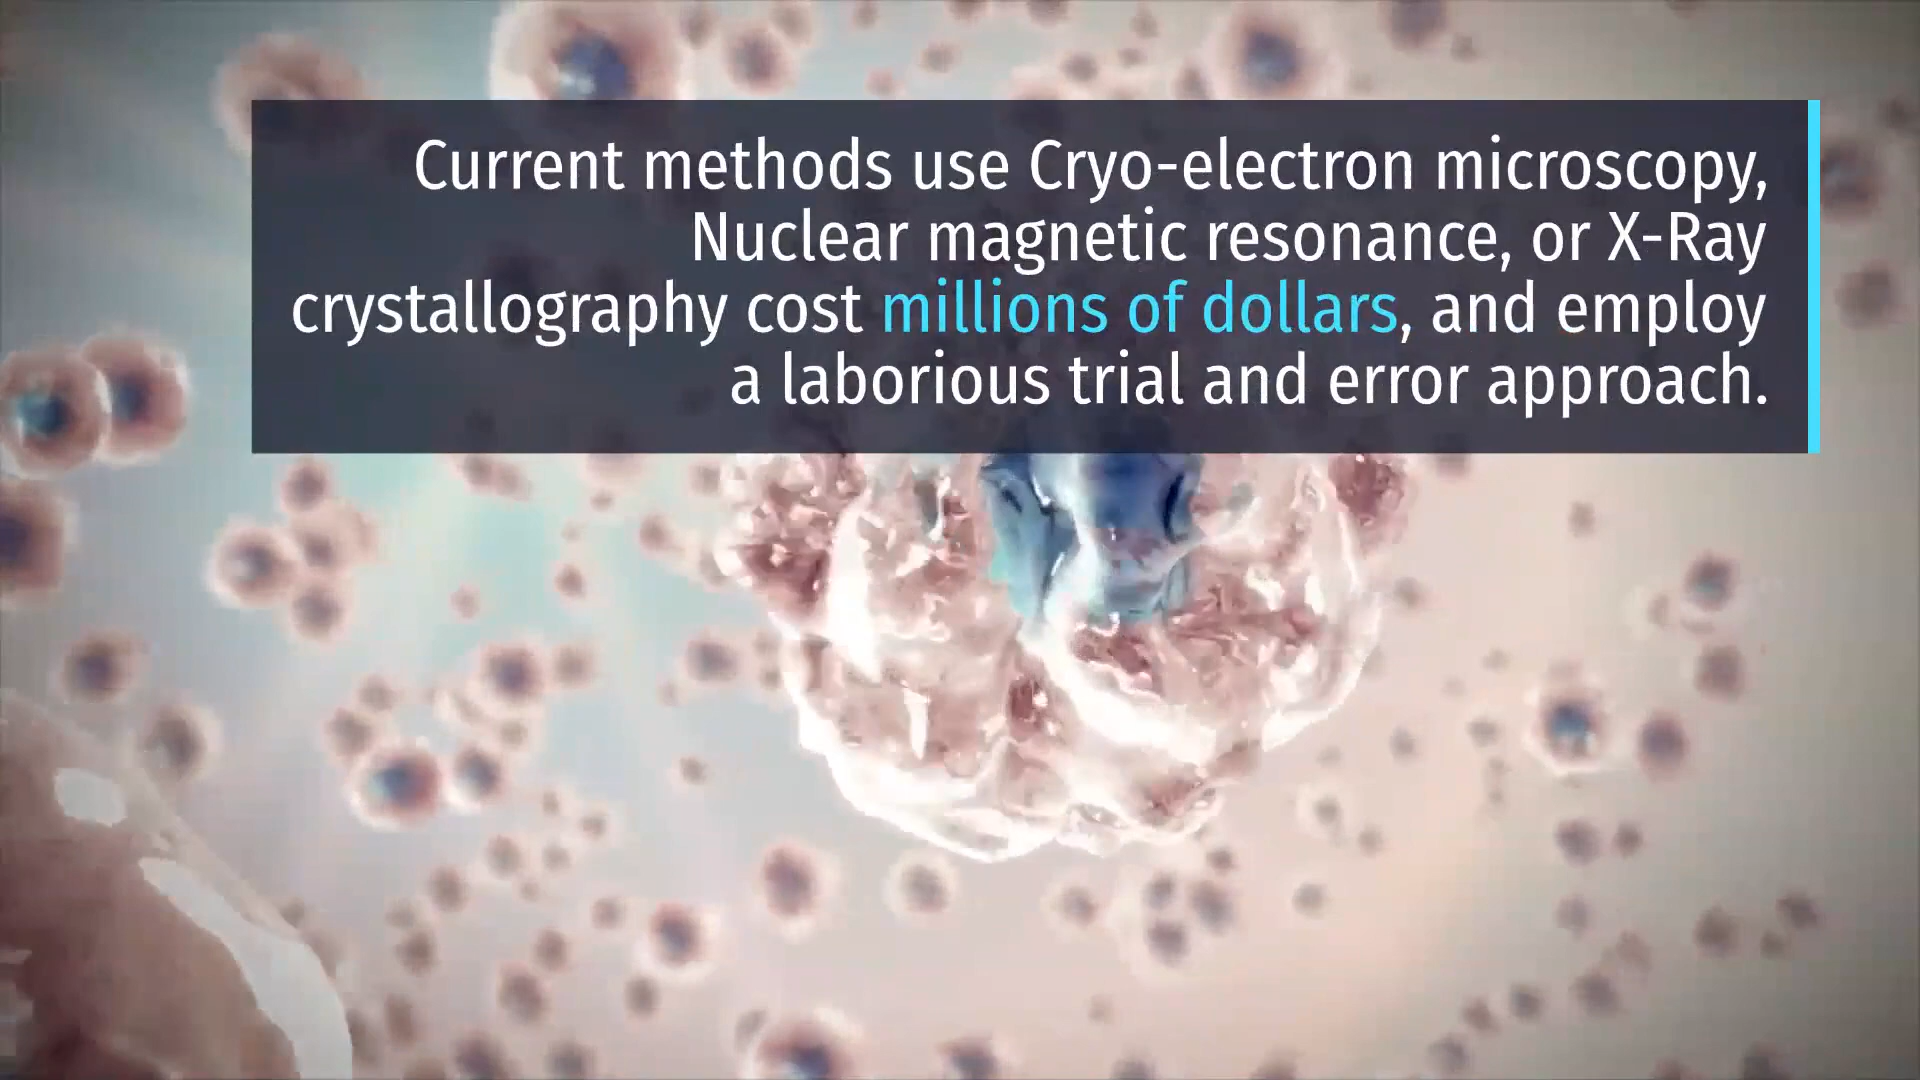 Current methods use Cryo-electron microscopy,
Nuclear magnetic resonance, or X-Ray
crystallography cost millions of dollars, and employ
a laborious trial and error approach.